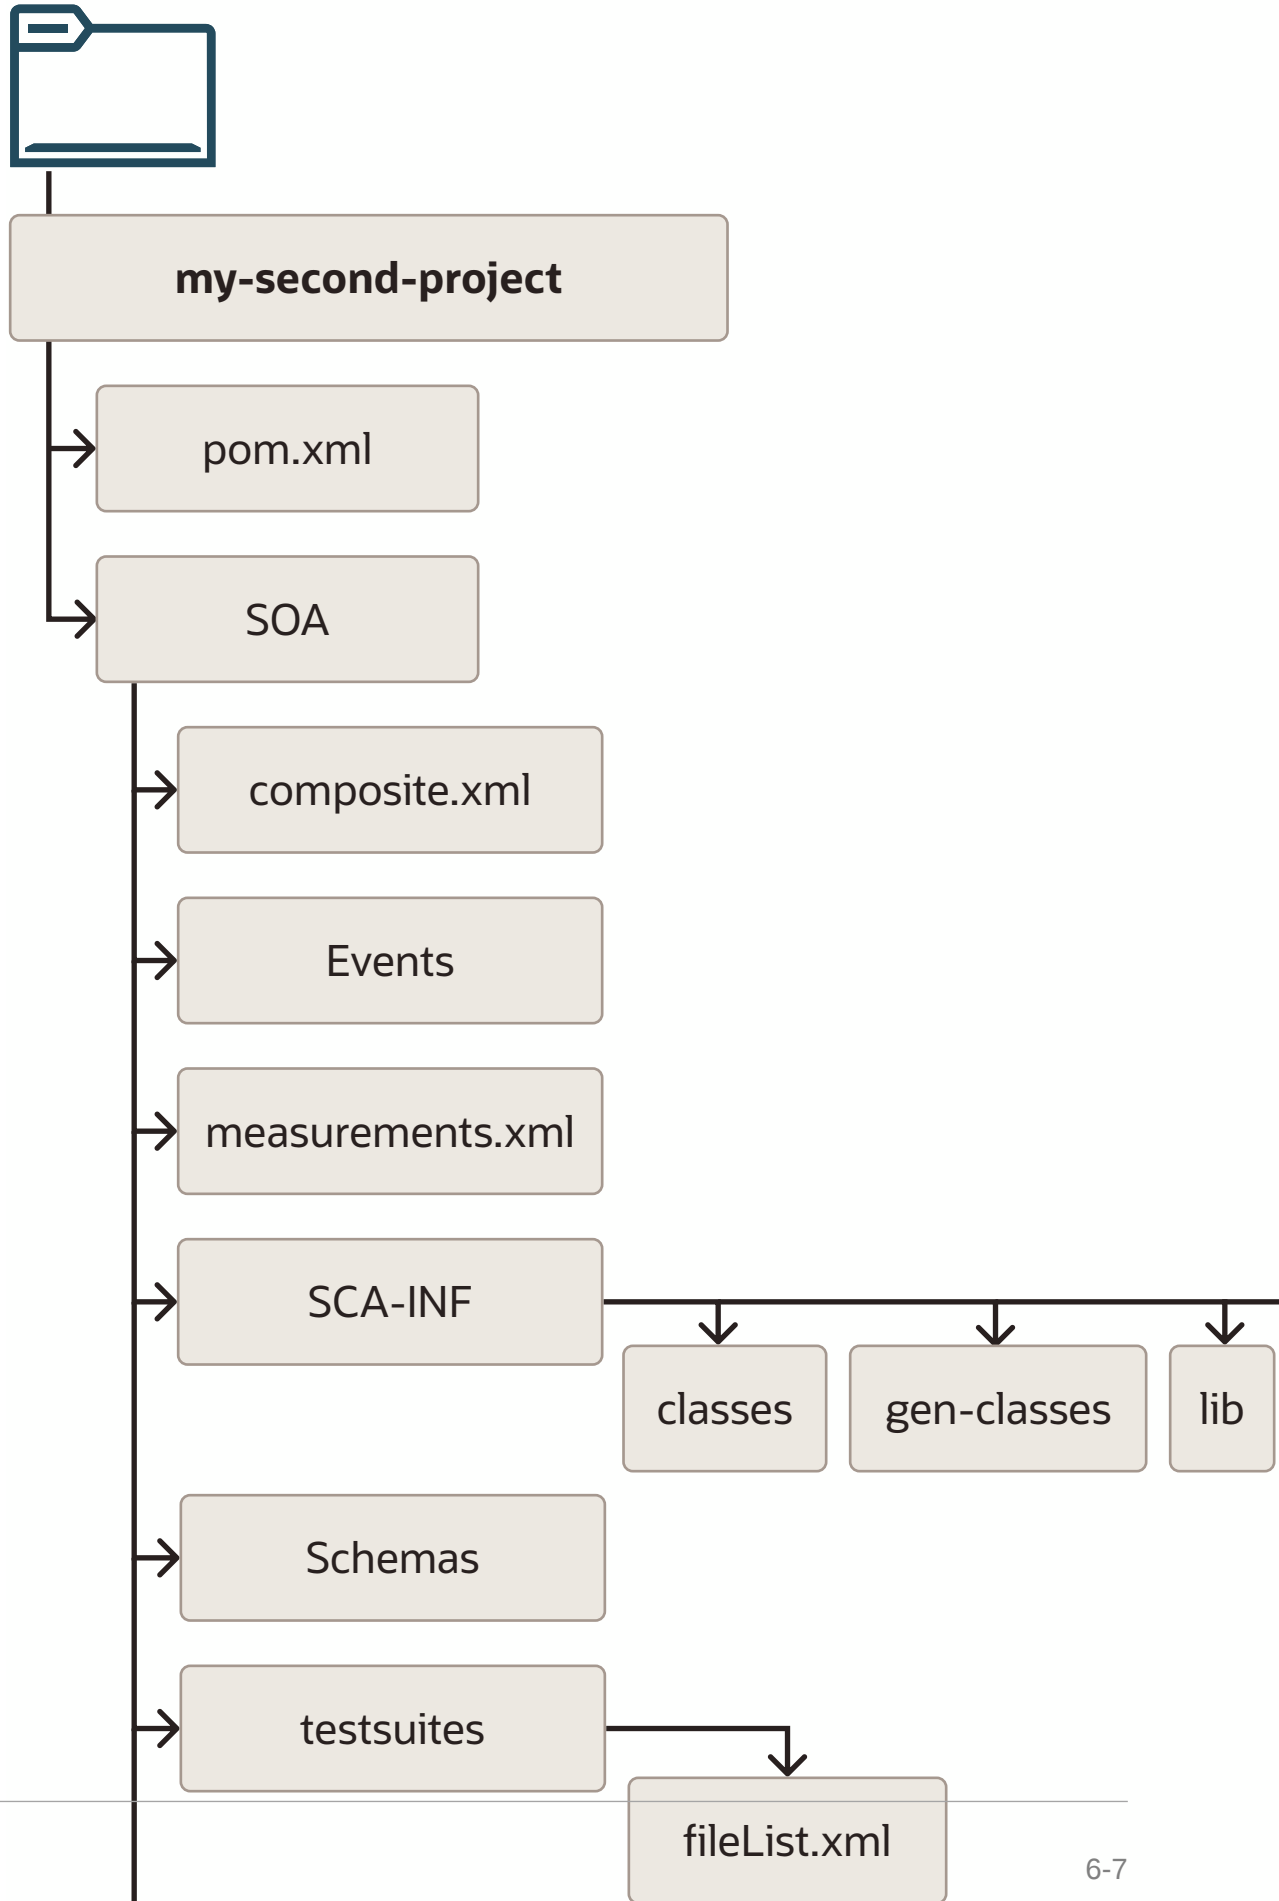 my-second-project
pom.xml
SOA
composite.xml
Events
measurements.xml
SCA-INF
classes
gen-classes
lib
Schemas
testsuites
fileList.xml
6-7